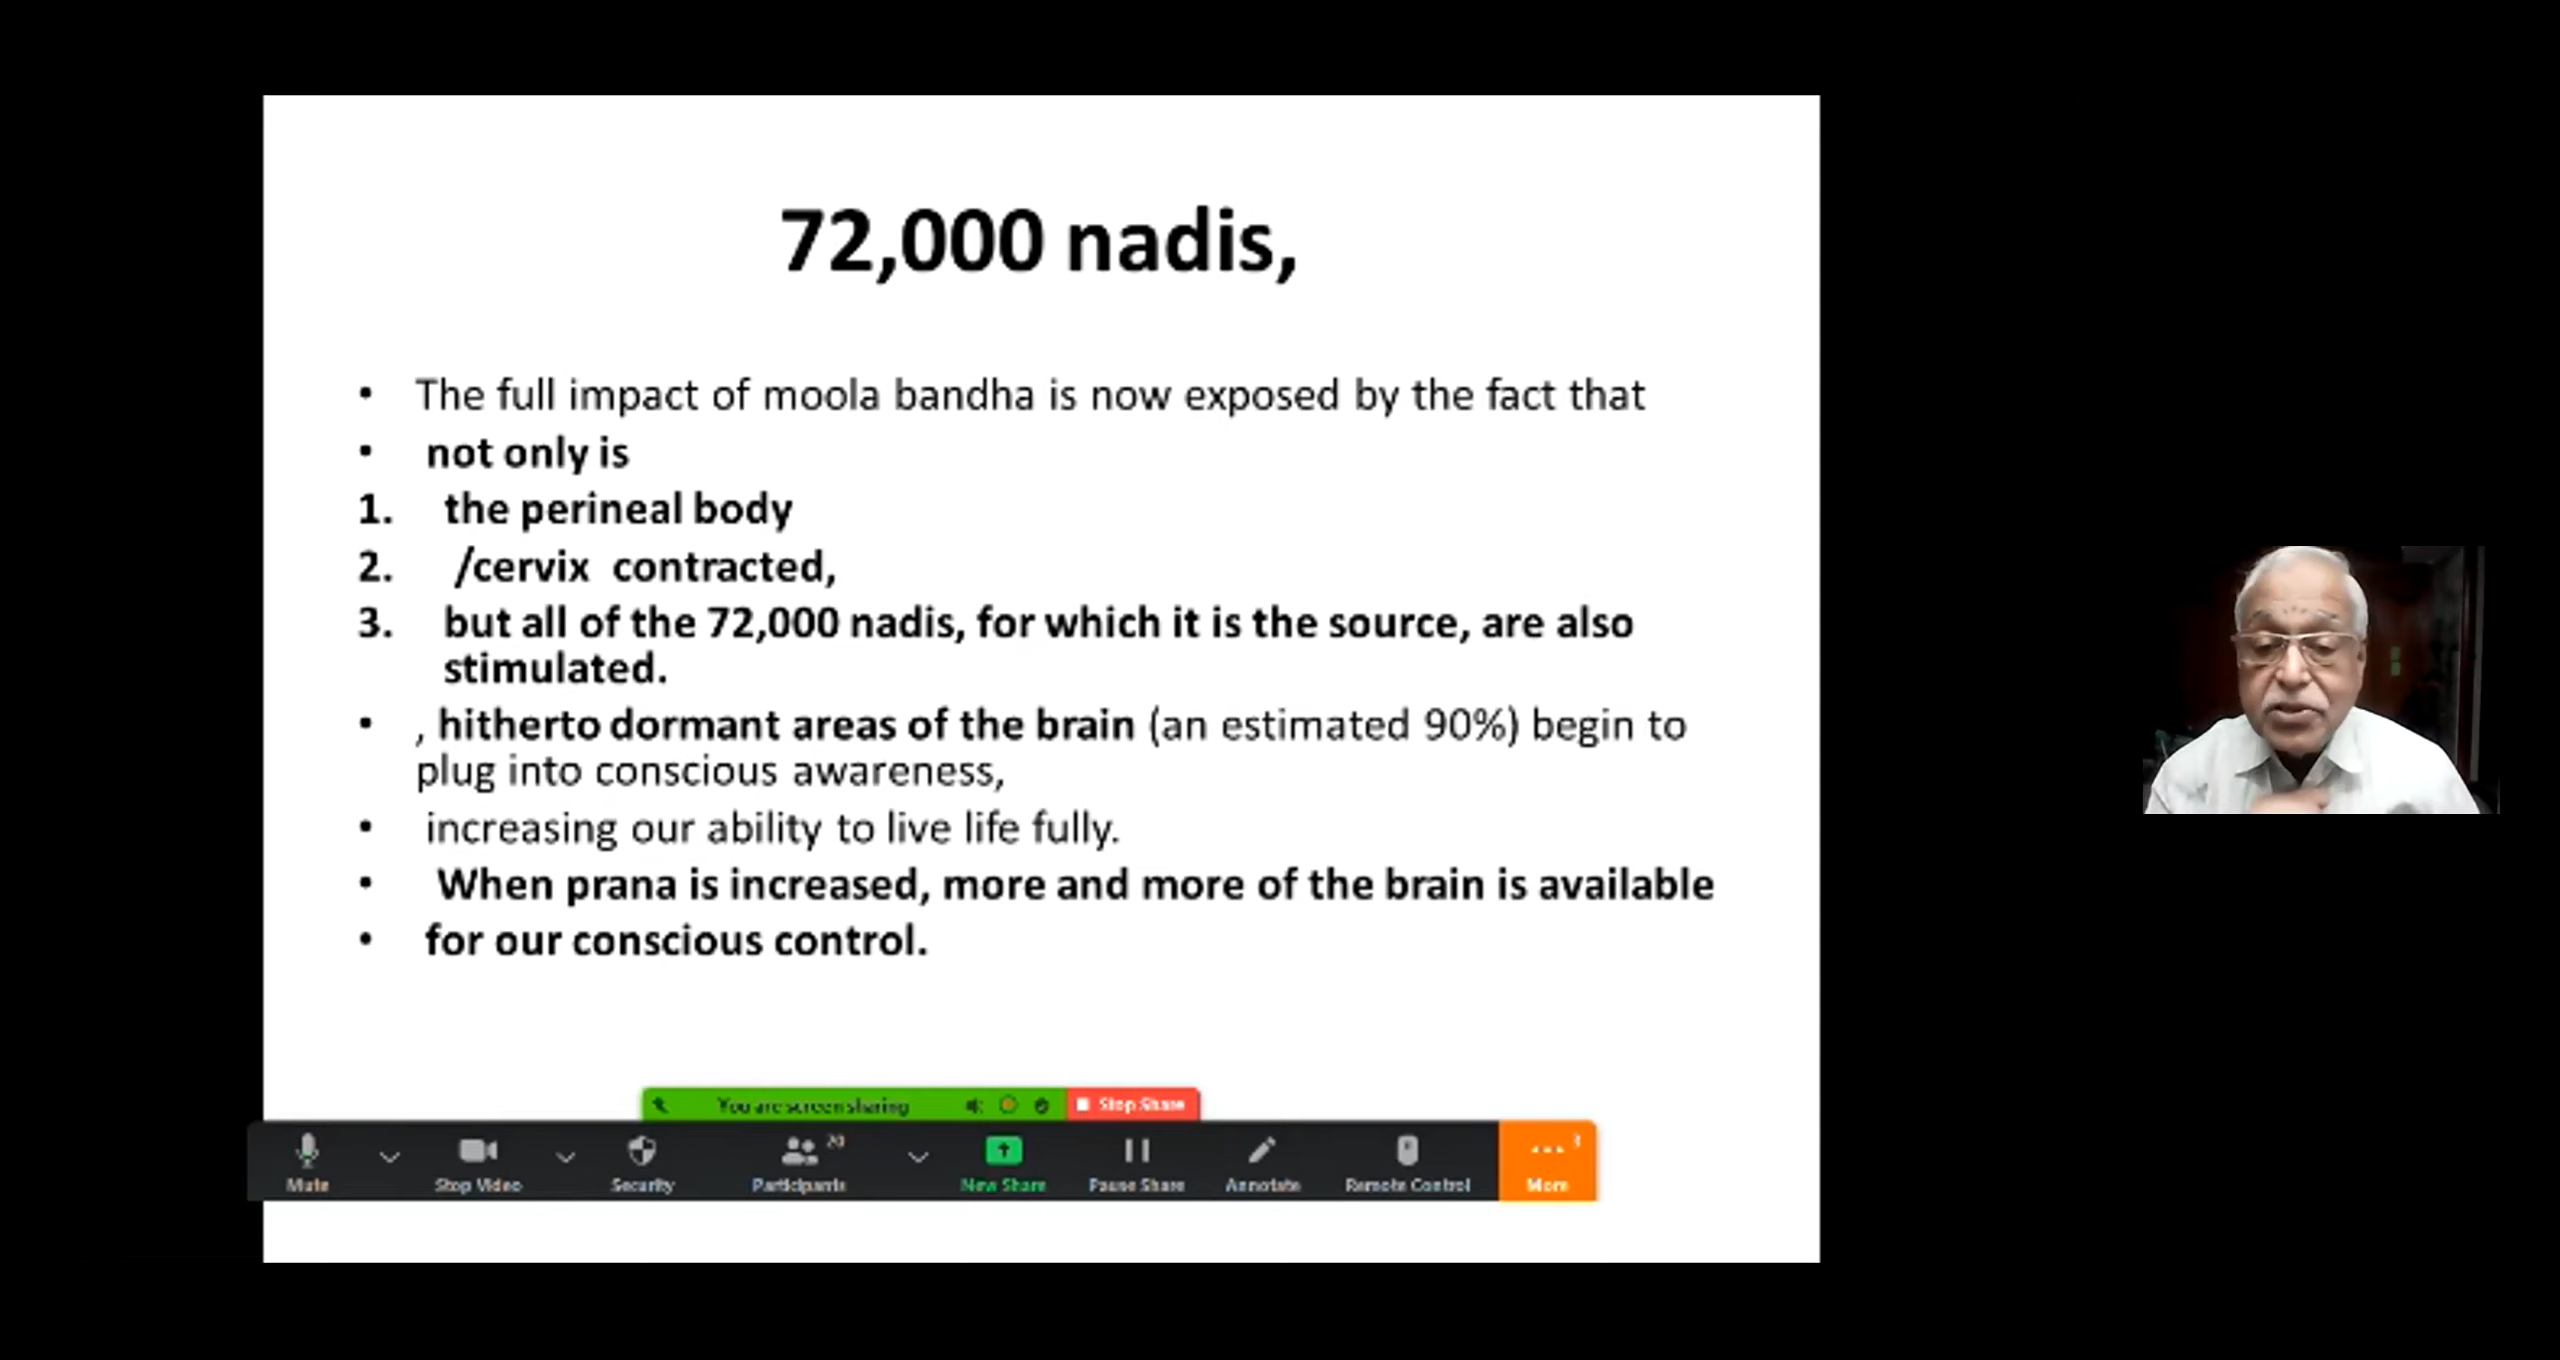 72,000 nadis,
• The full impact of moola bandha is now exposed by the fact that
• not only is
1. the perineal body
2. /cervix contracted,
3. but all of the 72,000 nadis, for which it is the source, are also
stimulated.
• , hitherto dormant areas of the brain (an estimated 90%) begin to
plug into conscious awareness,
• increasing our ability to live life fully.
• When prana is increased, more and more of the brain is available
• for our conscious control.
You are screen sharing Stop Share
20 3
Mute Stop Video Security Participants New Share Pause Share Annotate Remote Control More